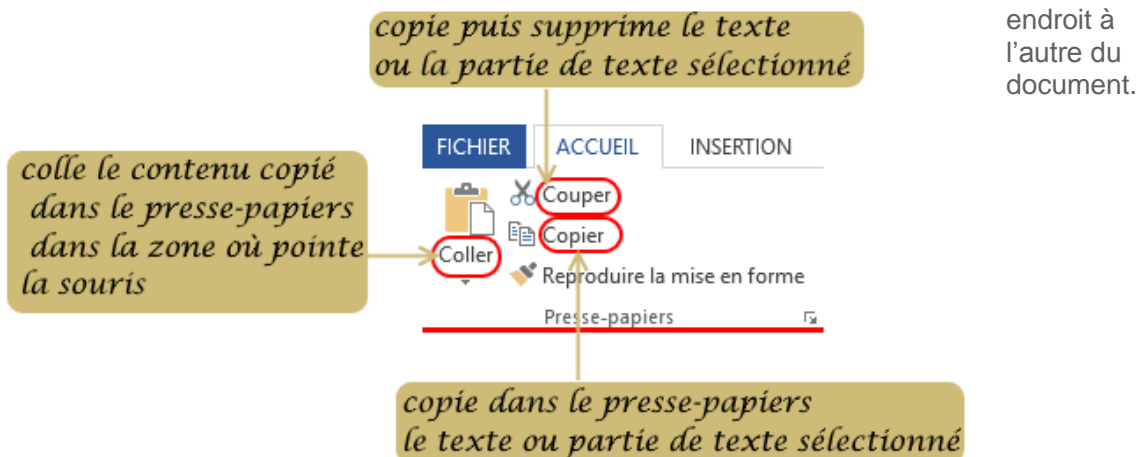 copie puis supprime le texte
ou la partie de texte sélectionné
endroit à
l’autre du
document.
FICHIER ACCUEIL INSERTION
colle le contenu copié
dans le presse-papiers
dans la zone où pointe
la souris
Couper
Copier
Coller
Reproduire la mise en forme
Presse-papiers
copie dans le presse-papiers
le texte ou partie de texte sélectionné